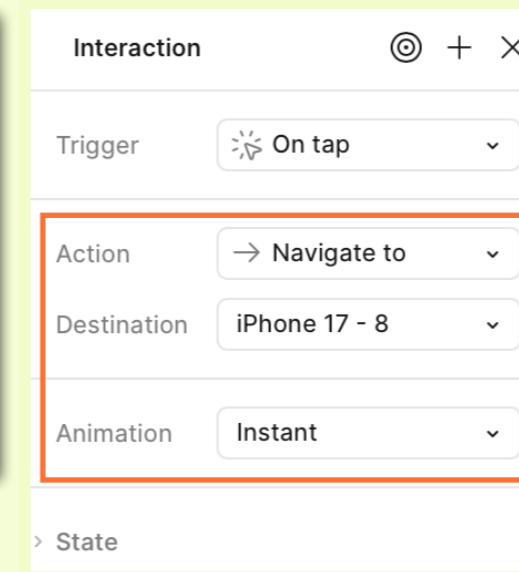 Interaction
Trigger On tap
Action Navigate to
Destination iPhone 17 - 8
Animation Instant
State